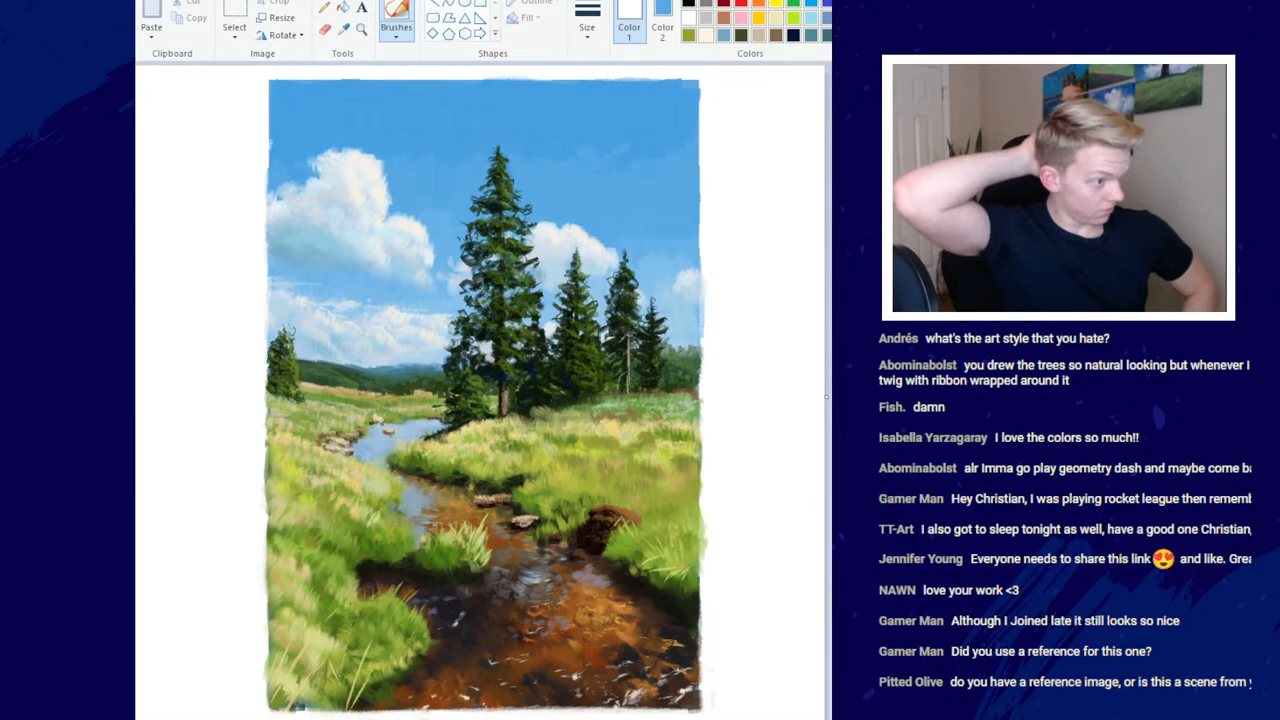 Crop
Outline
Paste
Copy
Select
Resize
Rotate
A
Brushes
Fill
Size
Color
1
Color
2
Clipboard
Image
Tools
Shapes
Colors
Andrés what's the art style that you hate?
Abominabolst you drew the trees so natural looking but whenever I
twig with ribbon wrapped around it
Fish. damn
Isabella Yarzagaray I love the colors so much!!
Abominabolst alr Imma go play geometry dash and maybe come
Gamer Man Hey Christian, I was playing rocket league then
TT-Art I also got to sleep tonight as well, have a good one Christian,
Jennifer Young Everyone needs to share this link😍 and like.
NAWN love your work <3
Gamer Man Although I Joined late it still looks so nice
Gamer Man Did you use a reference for this one?
Pitted Olive do you have a reference image, or is this a scene from